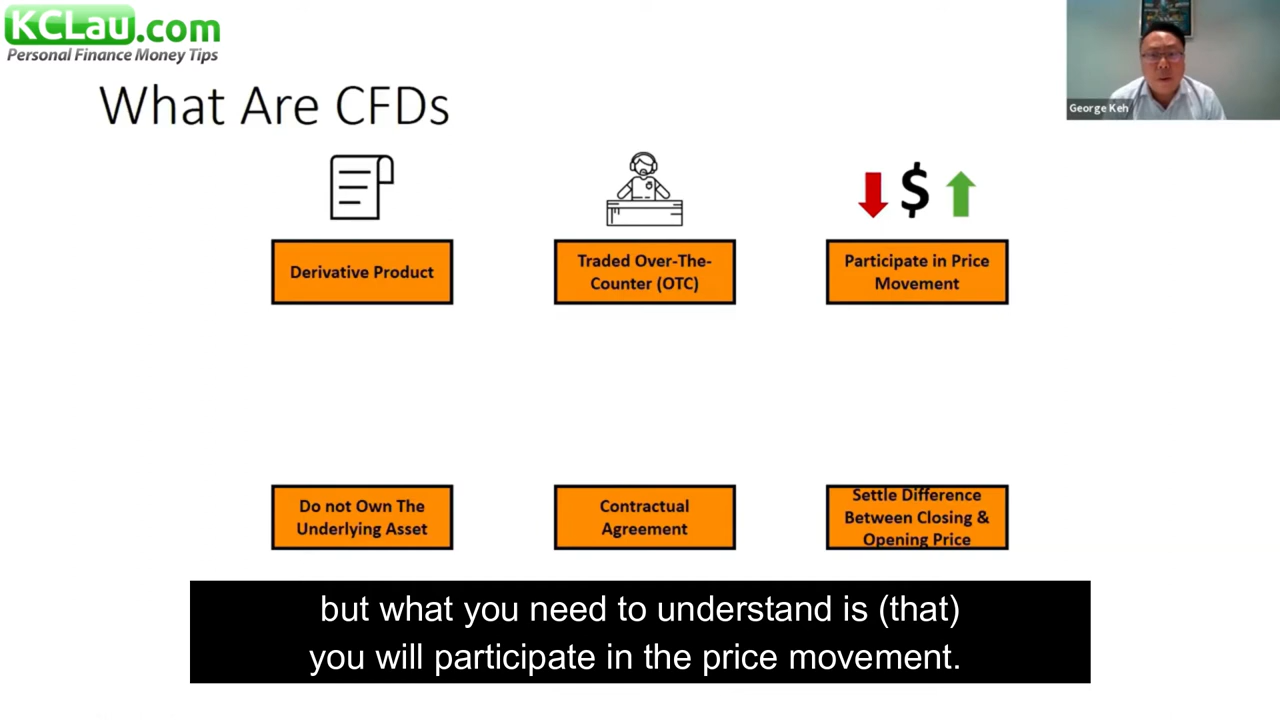 KCLau.com
Personal Finance Money Tips
George Keh
What Are CFDs
$
Derivative Product
Traded Over-The-
Counter (OTC)
Participate in Price
Movement
Do not Own The
Underlying Asset
Contractual
Agreement
Settle Difference
Between Closing &
Opening Price
but what you need to understand is (that)
you will participate in the price movement.